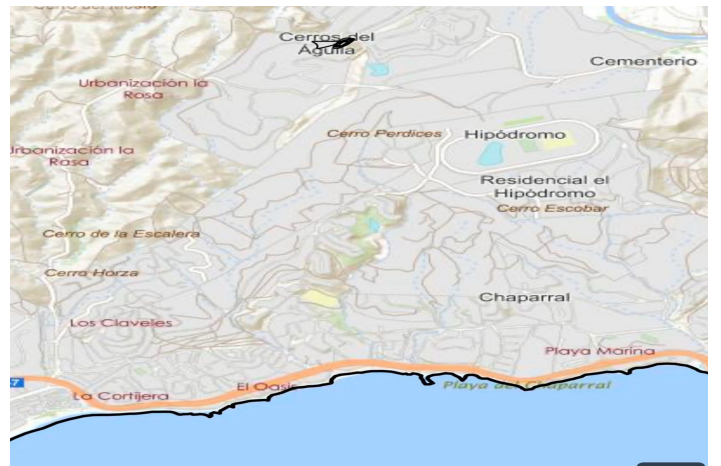 Cerros del
Águila
Cementerio
Urbanización la
Rosa
Cerro Perdices
Hipódromo
Urbanización la
Rosa
Residencial el
Hipódromo
Cerro Escobar
Cerro de la Escalera
Cerro Horza
Chaparral
Los Claveles
Playa Marina
El Oasis
Playa del Chaparral
La Cortijera